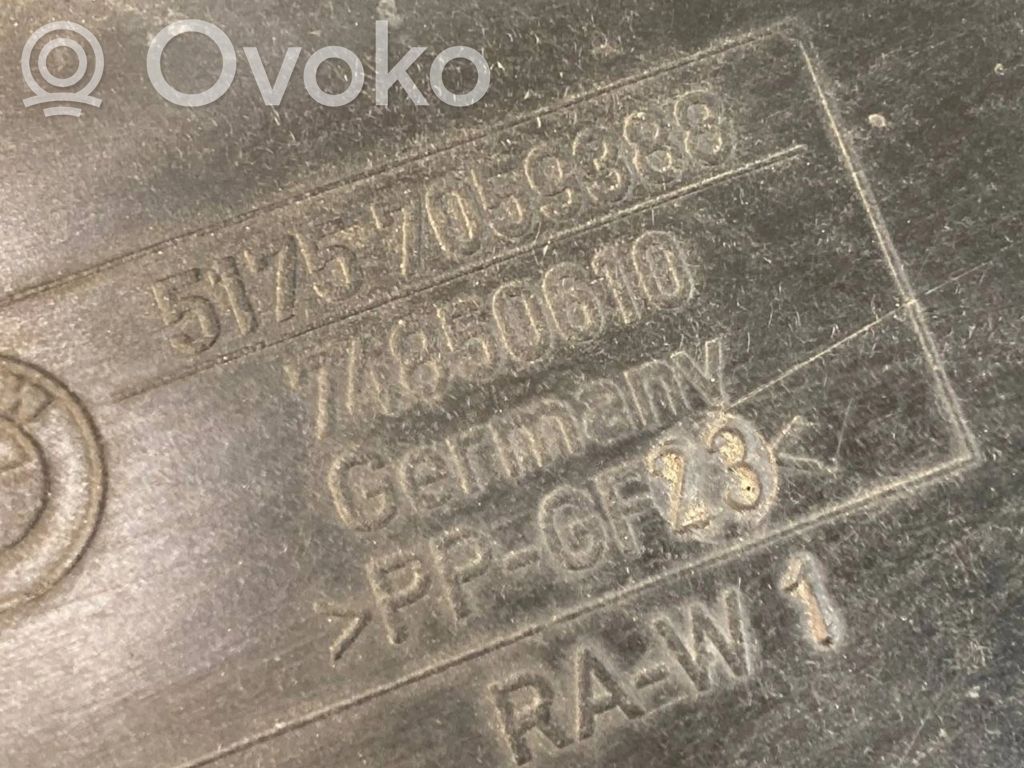 Ovoko
5175 7059388
74850610
Germany
>PP-GF23<
RA-W 1